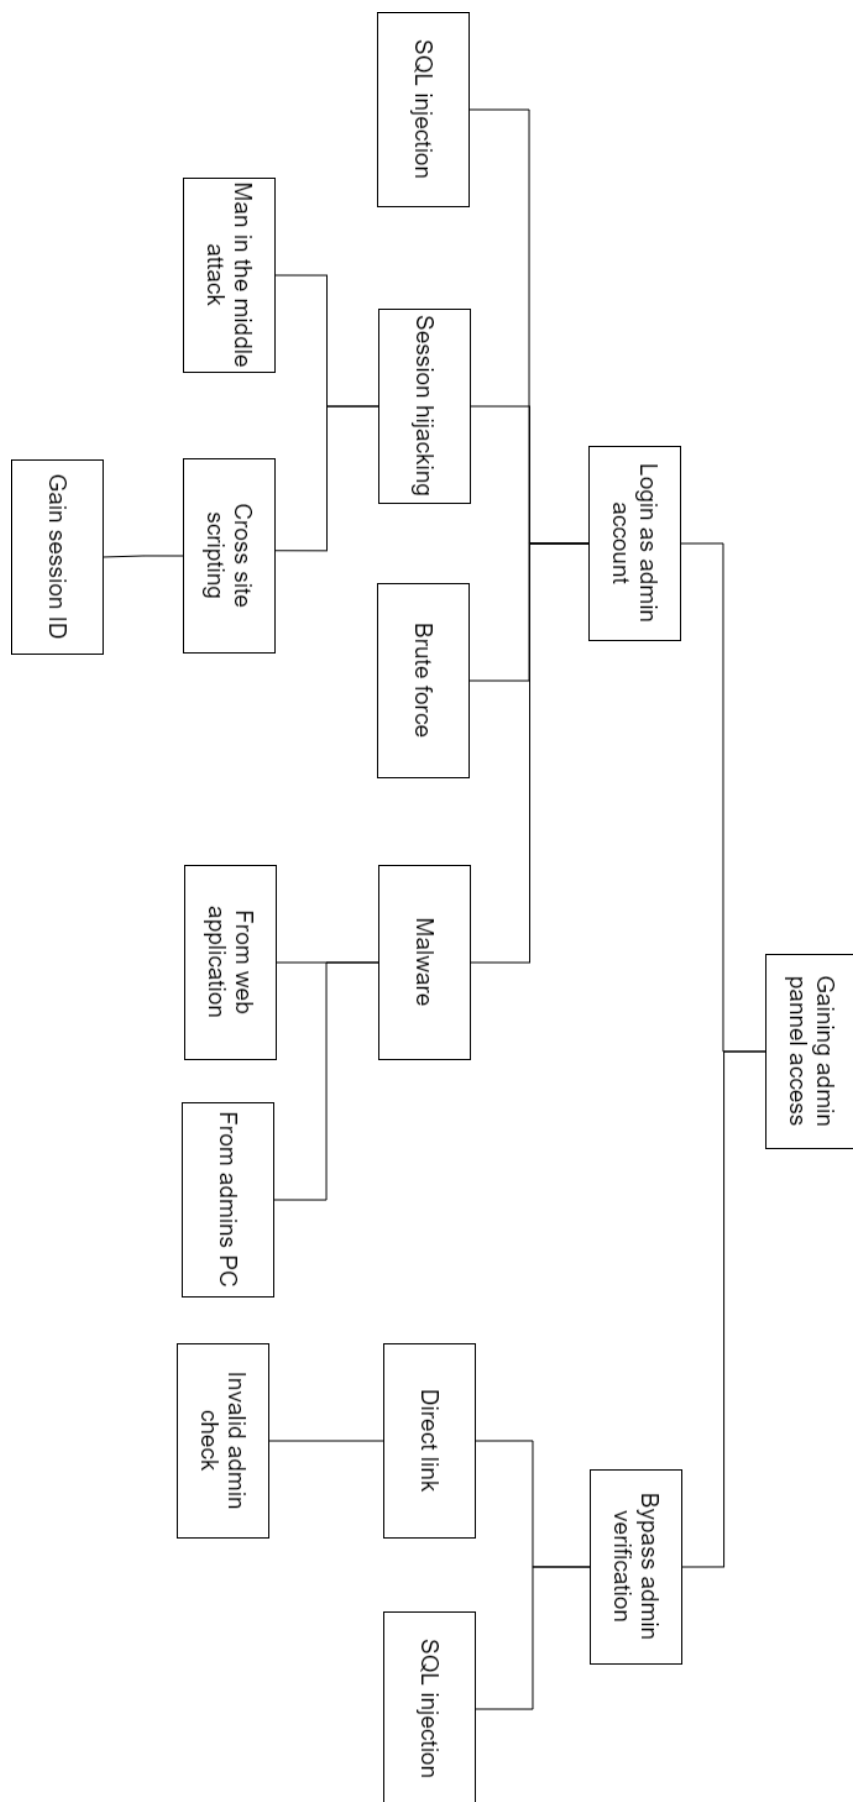 Gaining admin
pannel access
Login as admin
account
Bypass admin
verification
SQL injection
Session hijacking
Brute force
Malware
Direct link
SQL injection
Man in the middle
attack
Cross site
scripting
From web
application
From admins PC
Invalid admin
check
Gain session ID